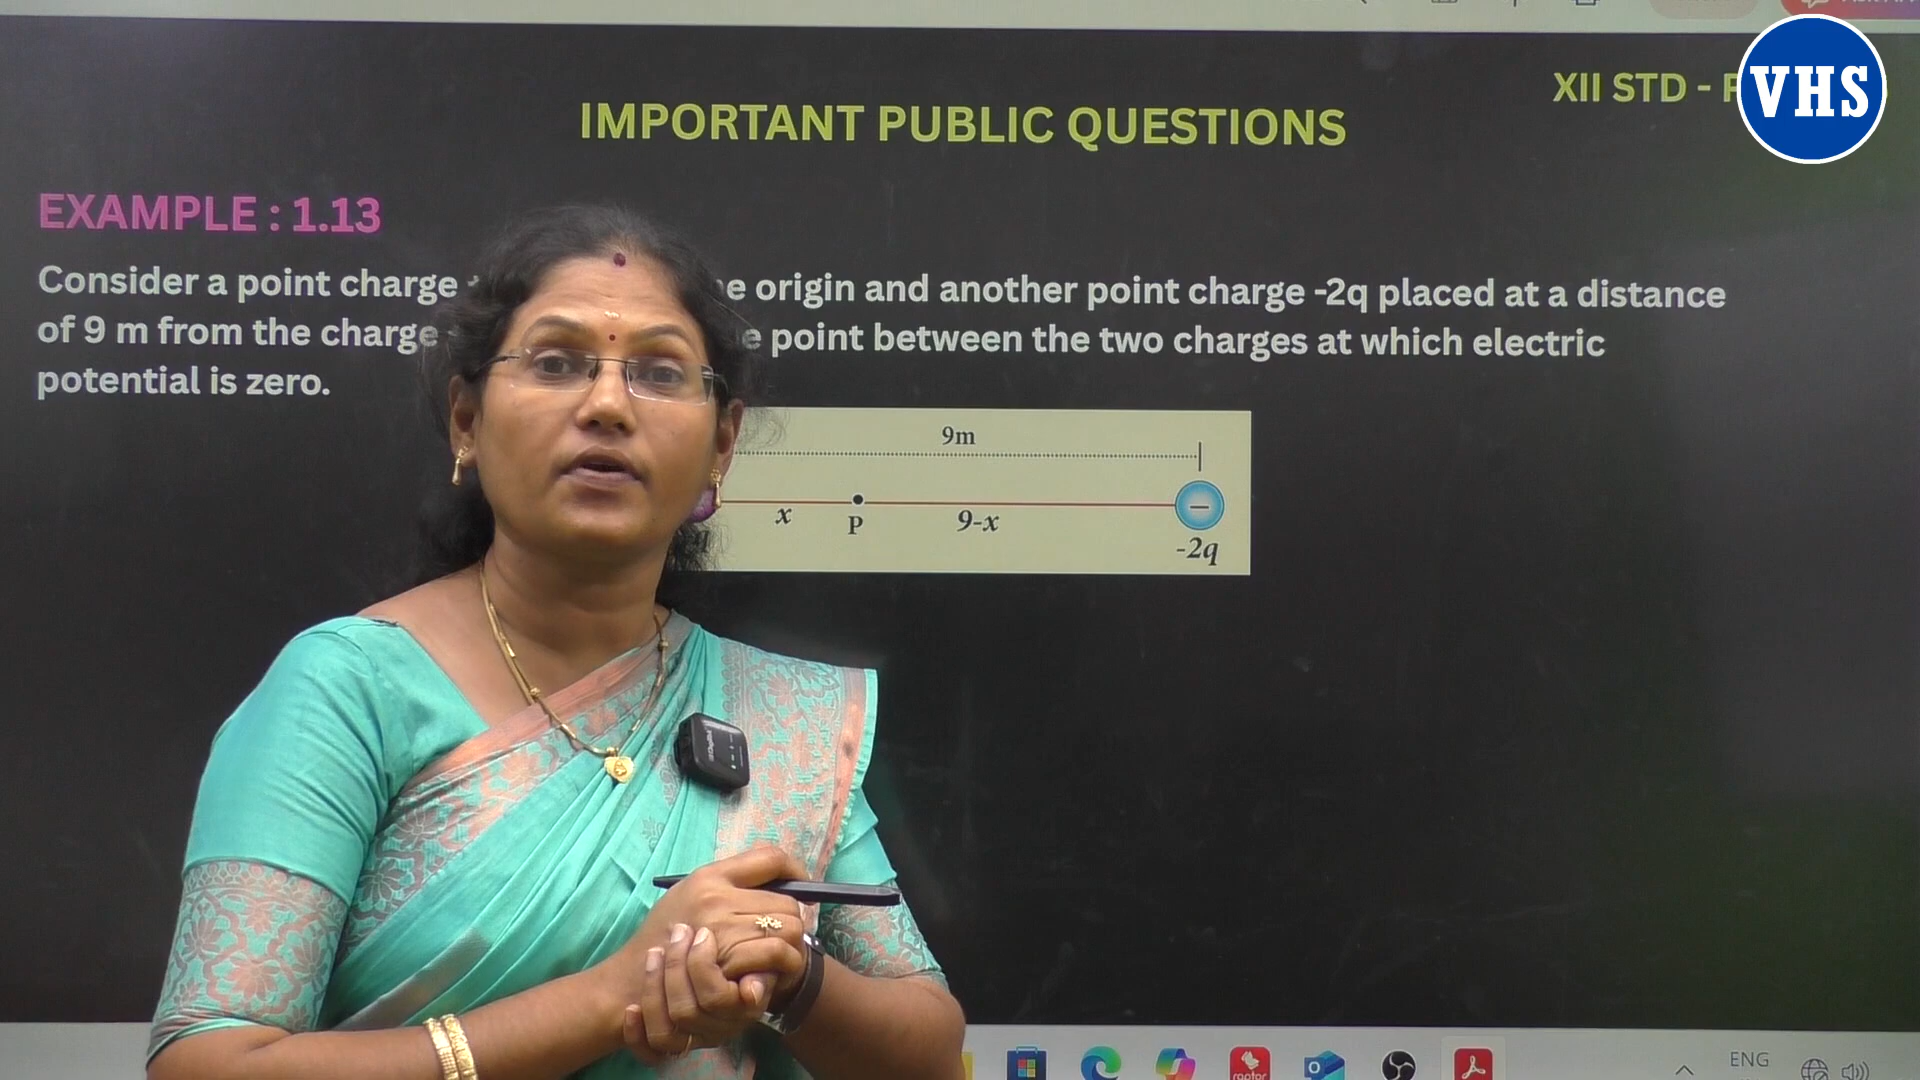 XII STD -
VHS
IMPORTANT PUBLIC QUESTIONS
EXAMPLE : 1.13
Consider a point charge origin and another point charge -2q placed at a distance
of 9 m from the charge point between the two charges at which electric
potential is zero.
9m
x
P
9-x
-2q
ENG